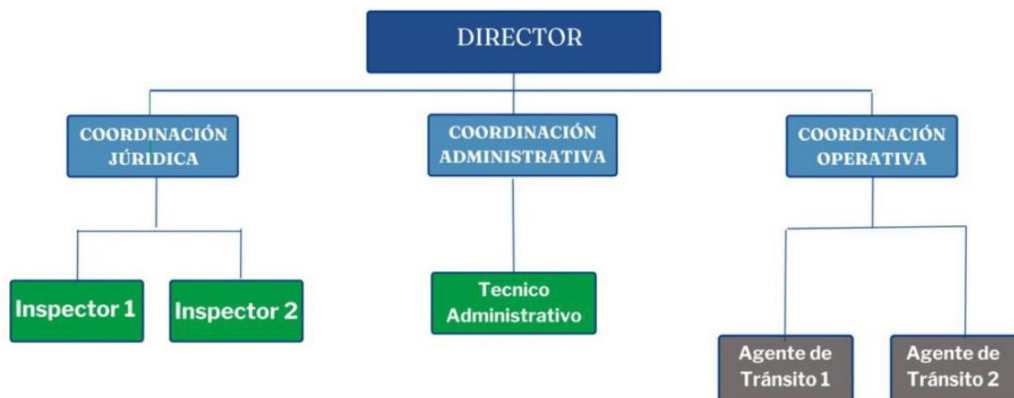 DIRECTOR
COORDINACIÓN
JÚRIDICA
COORDINACIÓN
ADMINISTRATIVA
COORDINACIÓN
OPERATIVA
Inspector 1
Inspector 2
Tecnico
Administrativo
Agente de
Tránsito 1
Agente de
Tránsito 2